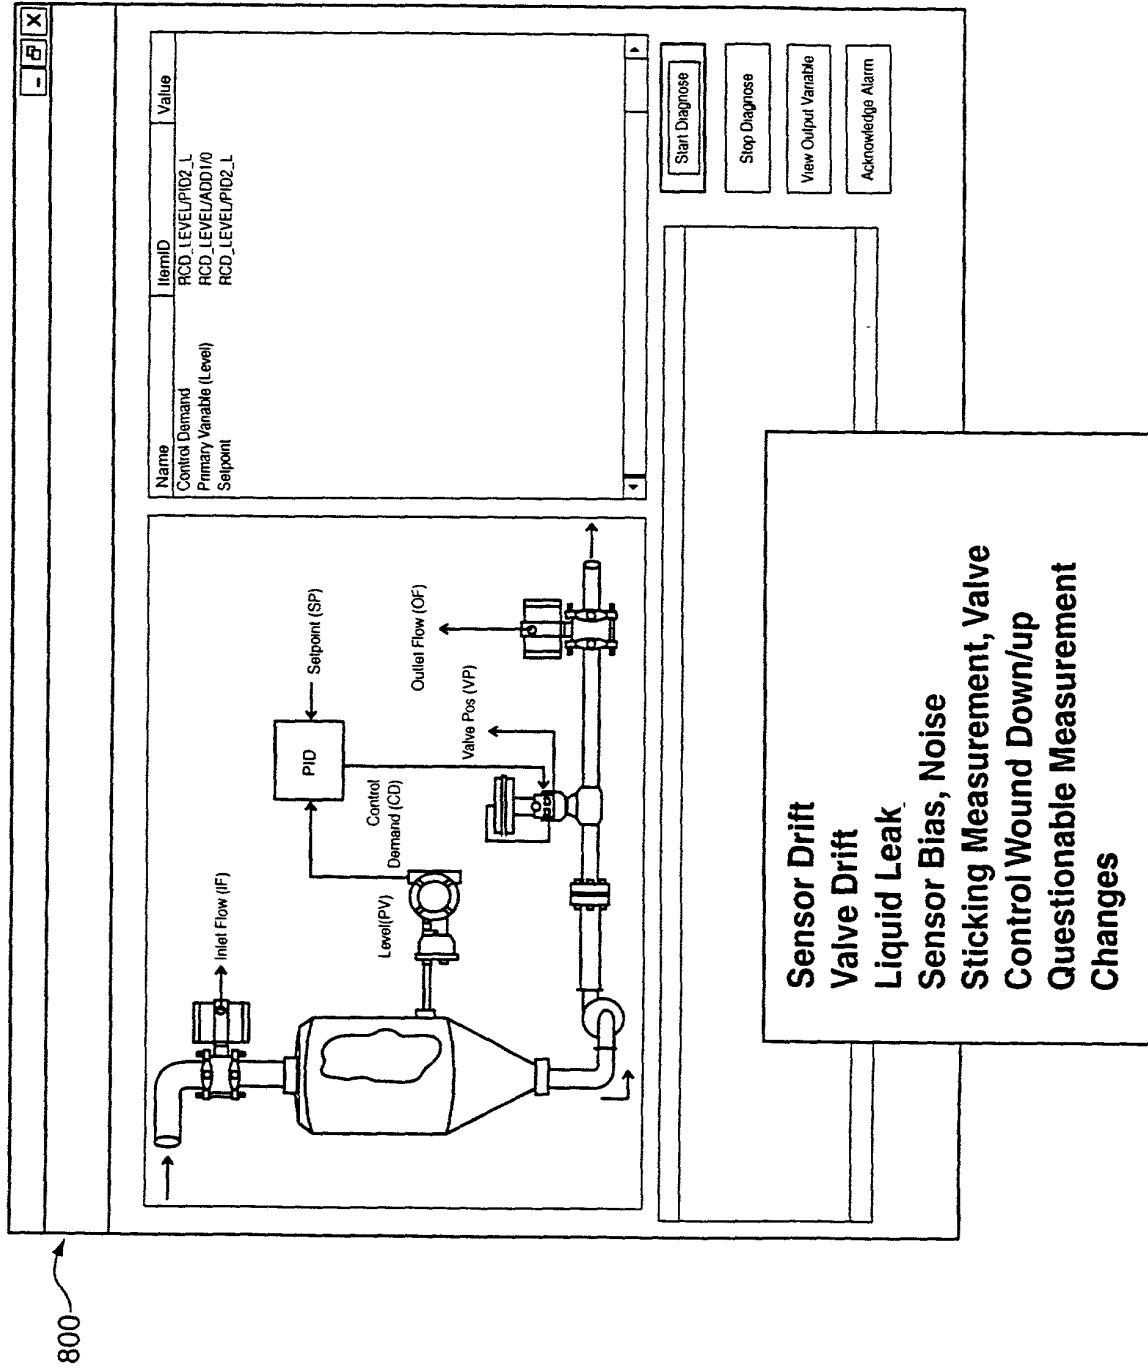 800
Inlet Flow (IF)
Level(PV)
Control
Demand (CD)
PID
Setpoint (SP)
Valve Pos (VP)
Outlet Flow (OF)
Name ItemID Value
Control Demand RCD_LEVEL/PID2_L
Primary Variable (Level) RCD_LEVEL/ADD1/0
Setpoint RCD_LEVEL/PID2_L
Start Diagnose
Stop Diagnose
View Output Variable
Acknowledge Alarm
Sensor Drift
Valve Drift
Liquid Leak
Sensor Bias, Noise
Sticking Measurement, Valve
Control Wound Down/up
Questionable Measurement
Changes